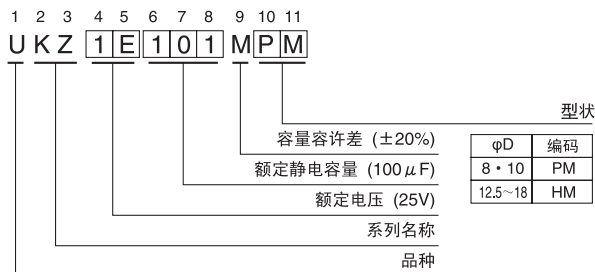 1 2 3 4 5 6 7 8 9 10 11
U K Z 1 E 1 0 1 M P M
型状
容量容许差 (±20%)
额定静电容量 (100μF)
额定电压 (25V)
系列名称
品种
φD 编码
8・10 PM
12.5~18 HM